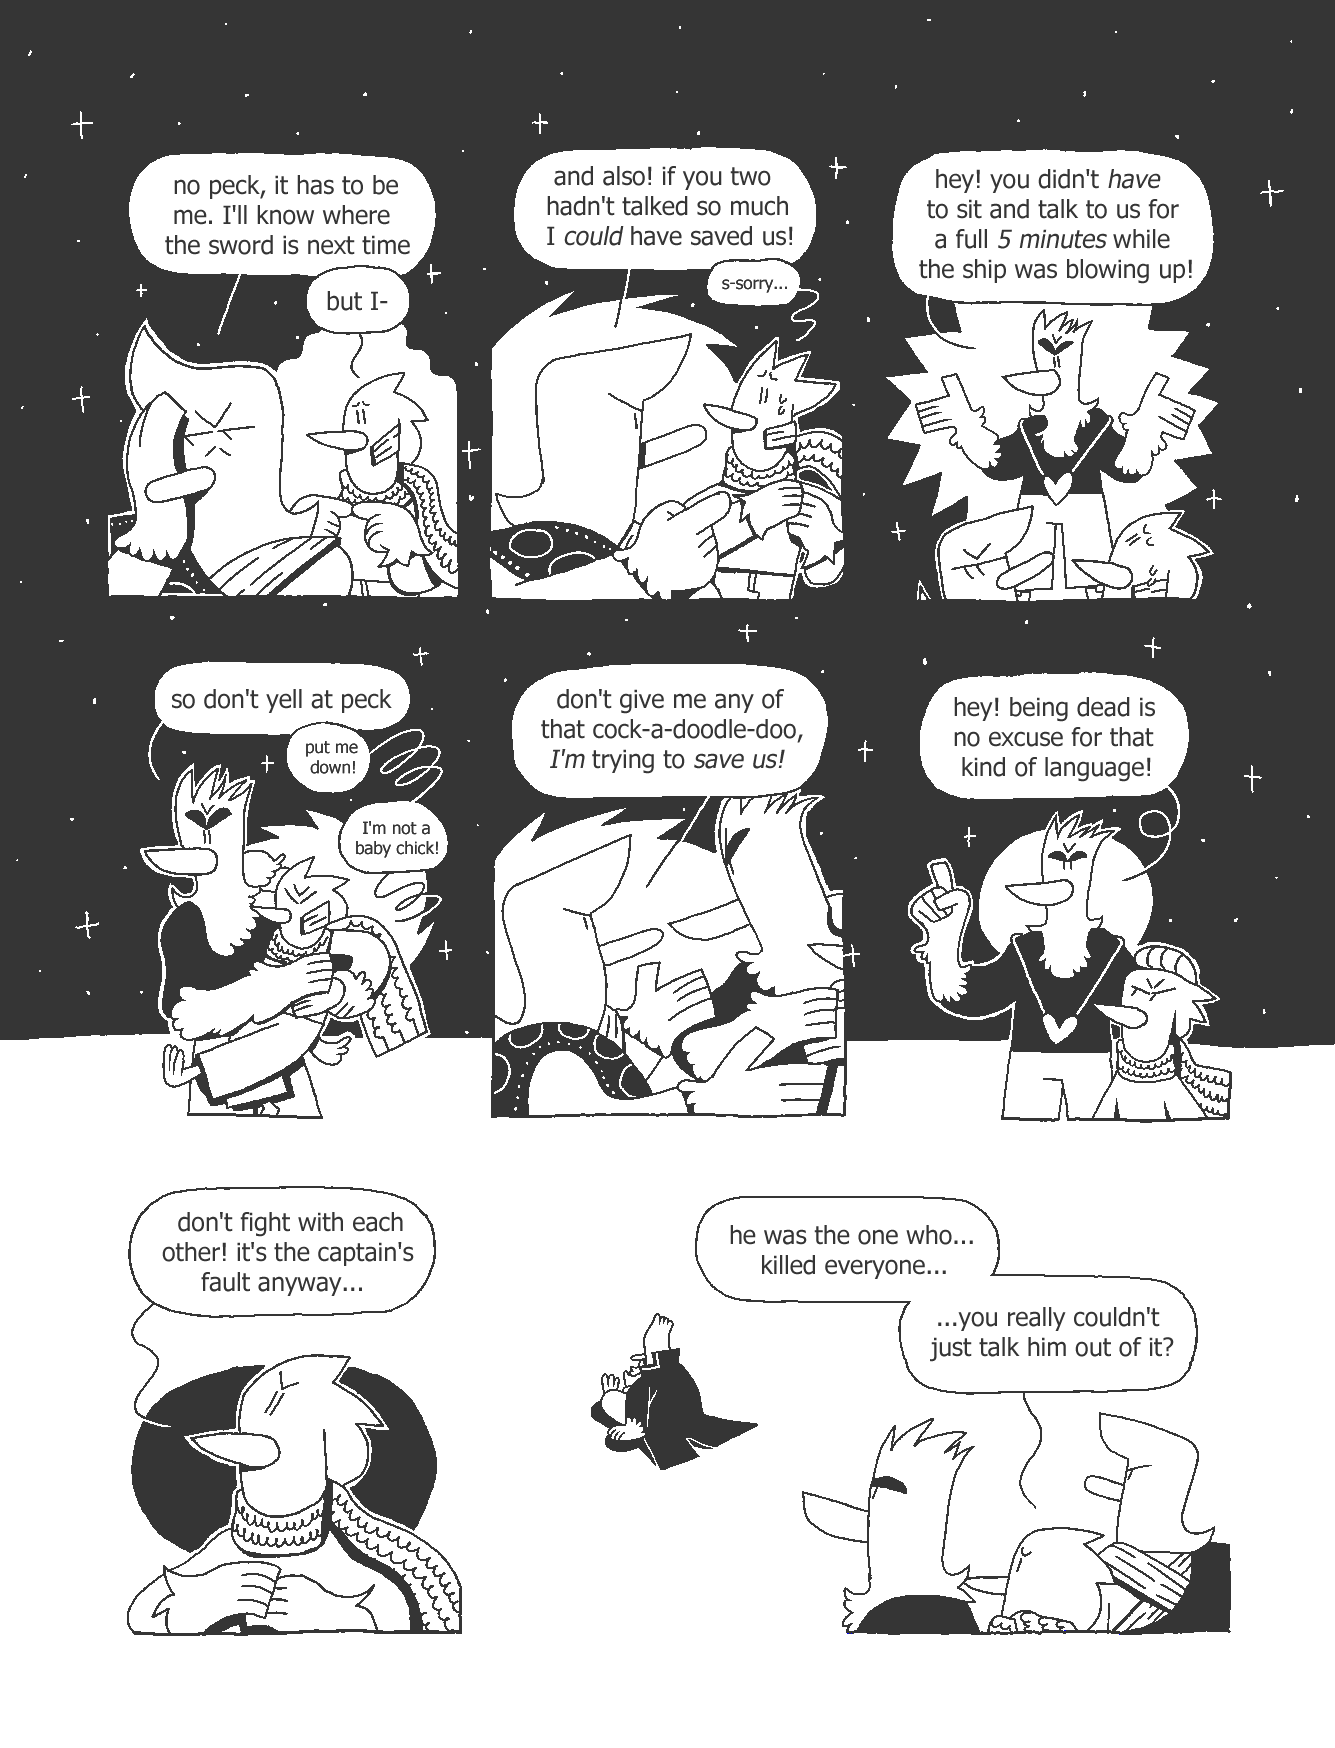 no peck, it has to be
me. I'll know where
the sword is next time
but I-
and also! if you two
hadn't talked so much
I could have saved us!
s-sorry...
hey! you didn't have
to sit and talk to us for
a full 5 minutes while
the ship was blowing up!
so don't yell at peck
put me
down!
I'm not a
baby chick!
don't give me any of
that cock-a-doodle-doo,
I'm trying to save us!
hey! being dead is
no excuse for that
kind of language!
don't fight with each
other! it's the captain's
fault anyway...
he was the one who...
killed everyone...
...you really couldn't
just talk him out of it?